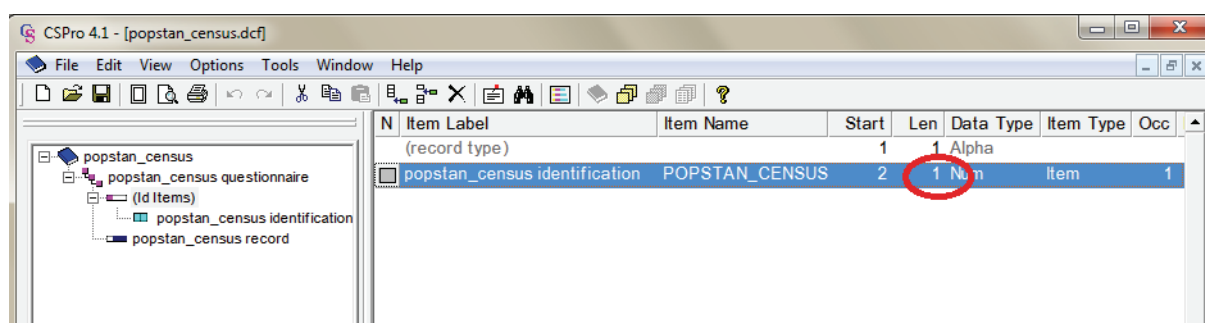 CSPro 4.1 - [popstan_census.dcf]
File Edit View Options Tools Window Help
N Item Label Item Name Start Len Data Type Item Type Occ
(record type) 1 1 Alpha
popstan_census identification POPSTAN_CENSUS 2 1 Num Item 1
popstan_census
popstan_census questionnaire
(Id Items)
popstan_census identification
popstan_census record